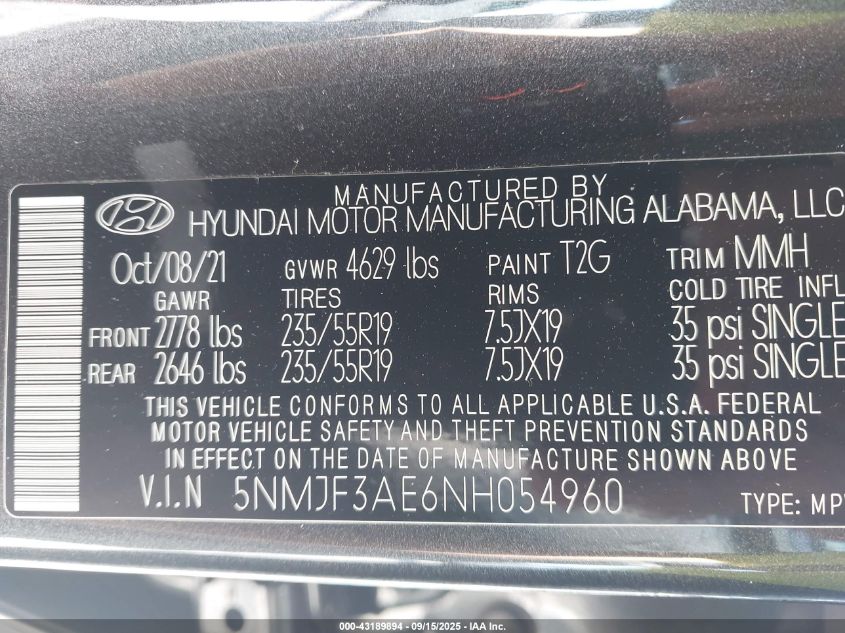 MANUFACTURED BY
HYUNDAI MOTOR MANUFACTURING ALABAMA, LLC
Oct/08/21 GVWR 4629 lbs PAINT T2G TRIM MMH
GAWR TIRES RIMS COLD TIRE INFL
FRONT 2778 lbs 235/55R19 7.5JX19 35 psi SINGLE
REAR 2646 lbs 235/55R19 7.5JX19 35 psi SINGLE
THIS VEHICLE CONFORMS TO ALL APPLICABLE U.S.A. FEDERAL
MOTOR VEHICLE SAFETY AND THEFT PREVENTION STANDARDS
IN EFFECT ON THE DATE OF MANUFACTURE SHOWN ABOVE
V.I.N 5NMJF3AE6NH054960 TYPE: MP
000-43189894 - 09/15/2025 - IAA Inc.